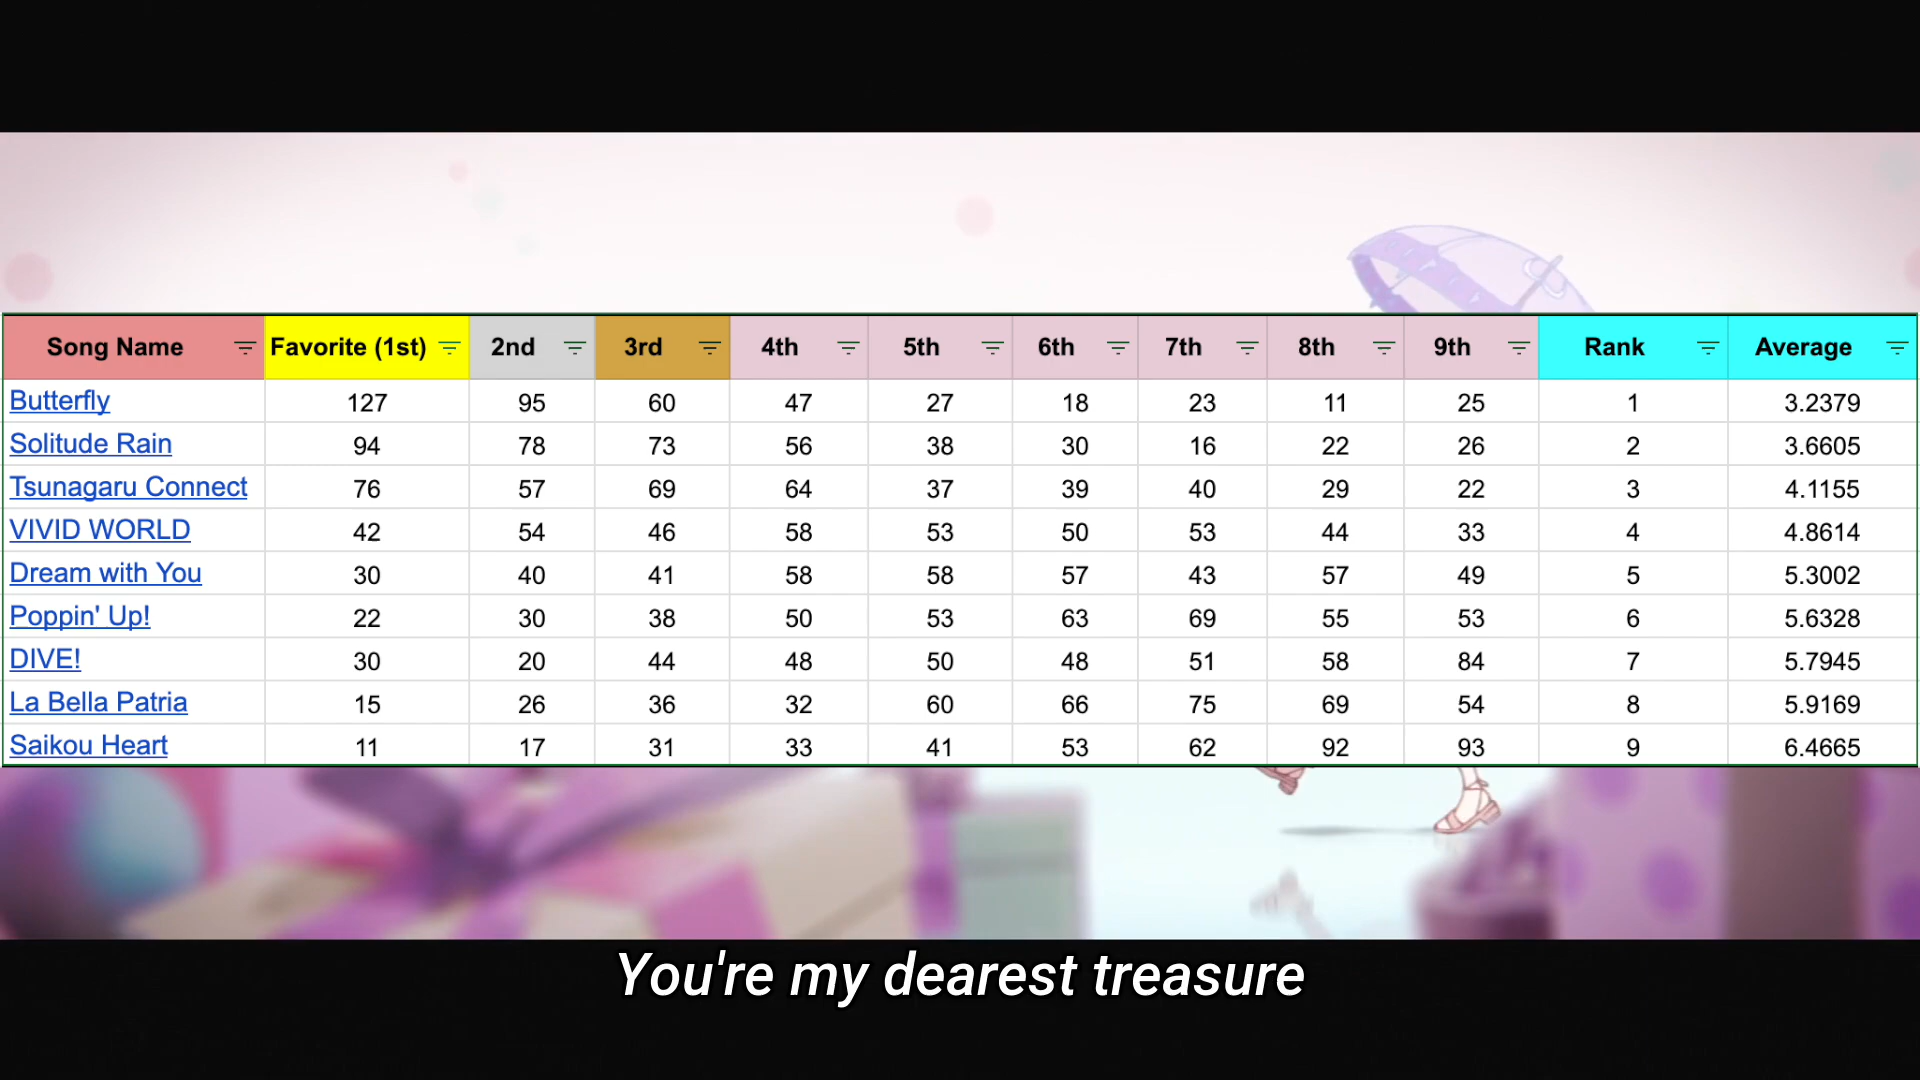 Song Name Favorite (1st) 2nd 3rd 4th 5th 6th 7th 8th 9th Rank Average
Butterfly 127 95 60 47 27 18 23 11 25 1 3.2379
Solitude Rain 94 78 73 56 38 30 16 22 26 2 3.6605
Tsunagaru Connect 76 57 69 64 37 39 40 29 22 3 4.1155
VIVID WORLD 42 54 46 58 53 50 53 44 33 4 4.8614
Dream with You 30 40 41 58 58 57 43 57 49 5 5.3002
Poppin' Up! 22 30 38 50 53 63 69 55 53 6 5.6328
DIVE! 30 20 44 48 50 48 51 58 84 7 5.7945
La Bella Patria 15 26 36 32 60 66 75 69 54 8 5.9169
Saikou Heart 11 17 31 33 41 53 62 92 93 9 6.4665
You're my dearest treasure